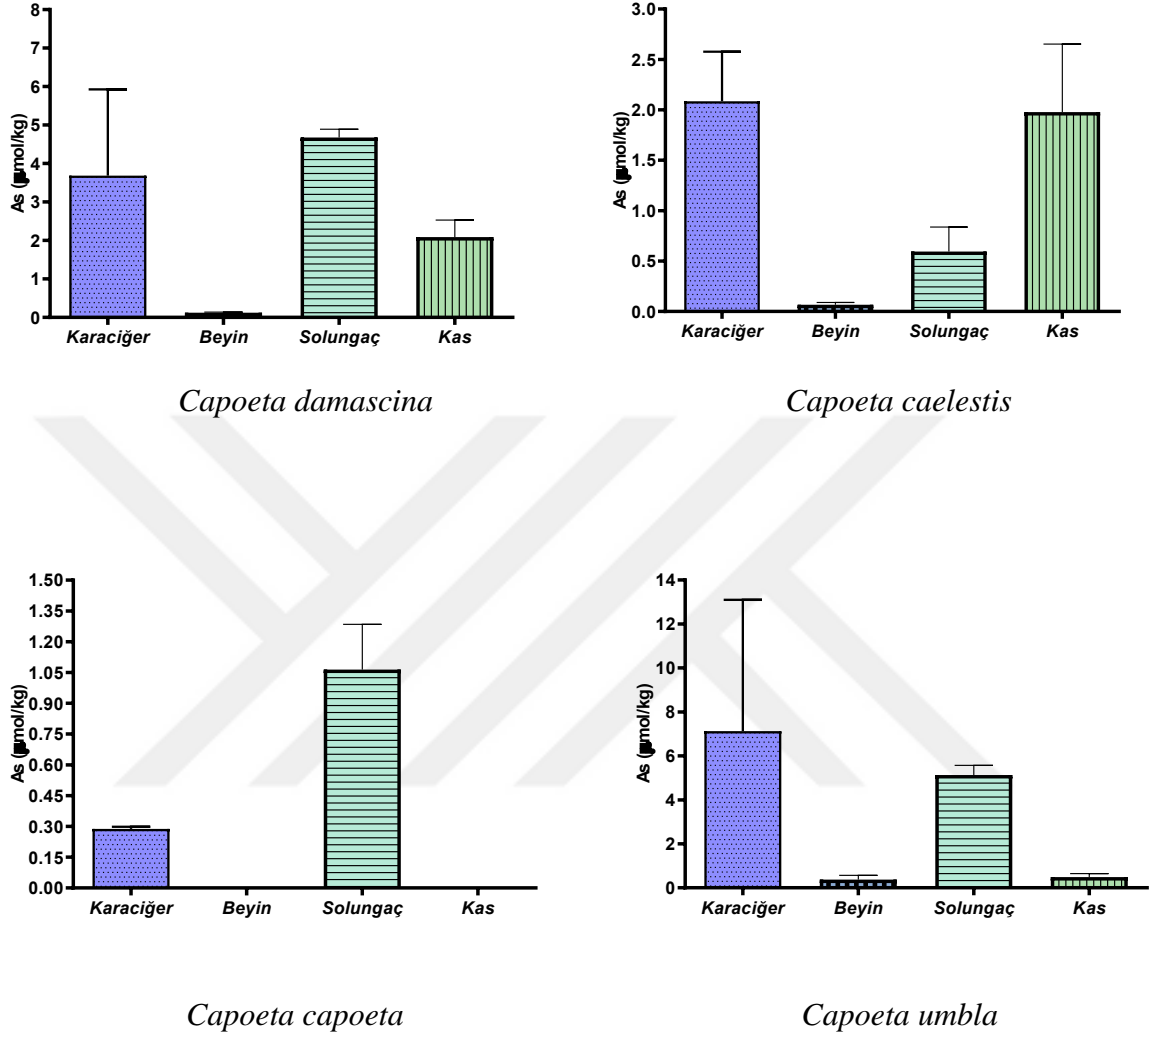 8
7
6
5
4
3
2
1
0
As (μmol/kg)
Karaciğer Beyin Solungaç Kas
Capoeta damascina
3.0
2.5
2.0
1.5
1.0
0.5
0.0
As (μmol/kg)
Karaciğer Beyin Solungaç Kas
Capoeta caelestis
1.50
1.35
1.20
1.05
0.90
0.75
0.60
0.45
0.30
0.15
0.00
As (μmol/kg)
Karaciğer Beyin Solungaç Kas
Capoeta capoeta
14
12
10
8
6
4
2
0
As (μmol/kg)
Karaciğer Beyin Solungaç Kas
Capoeta umbla